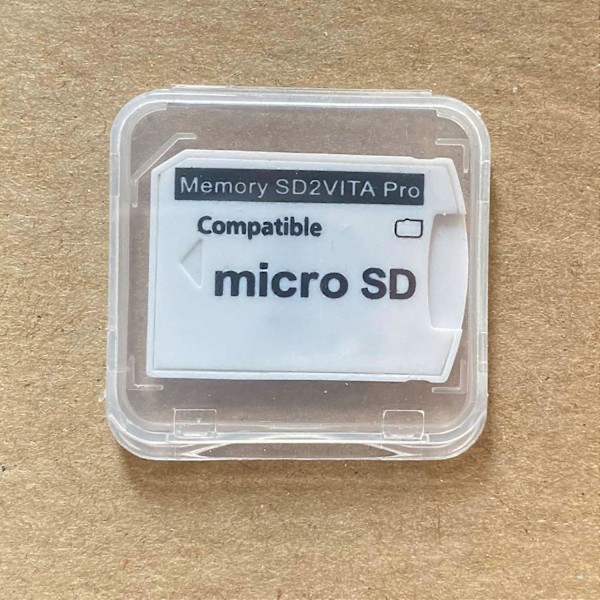 Memory SD2VITA Pro
Compatible
micro SD